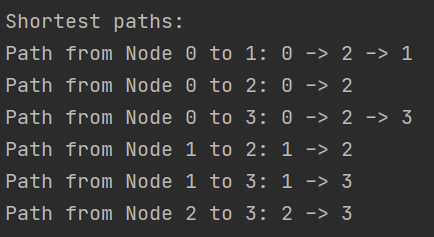 Shortest paths:
Path from Node 0 to 1: 0 -> 2 -> 1
Path from Node 0 to 2: 0 -> 2
Path from Node 0 to 3: 0 -> 2 -> 3
Path from Node 1 to 2: 1 -> 2
Path from Node 1 to 3: 1 -> 3
Path from Node 2 to 3: 2 -> 3